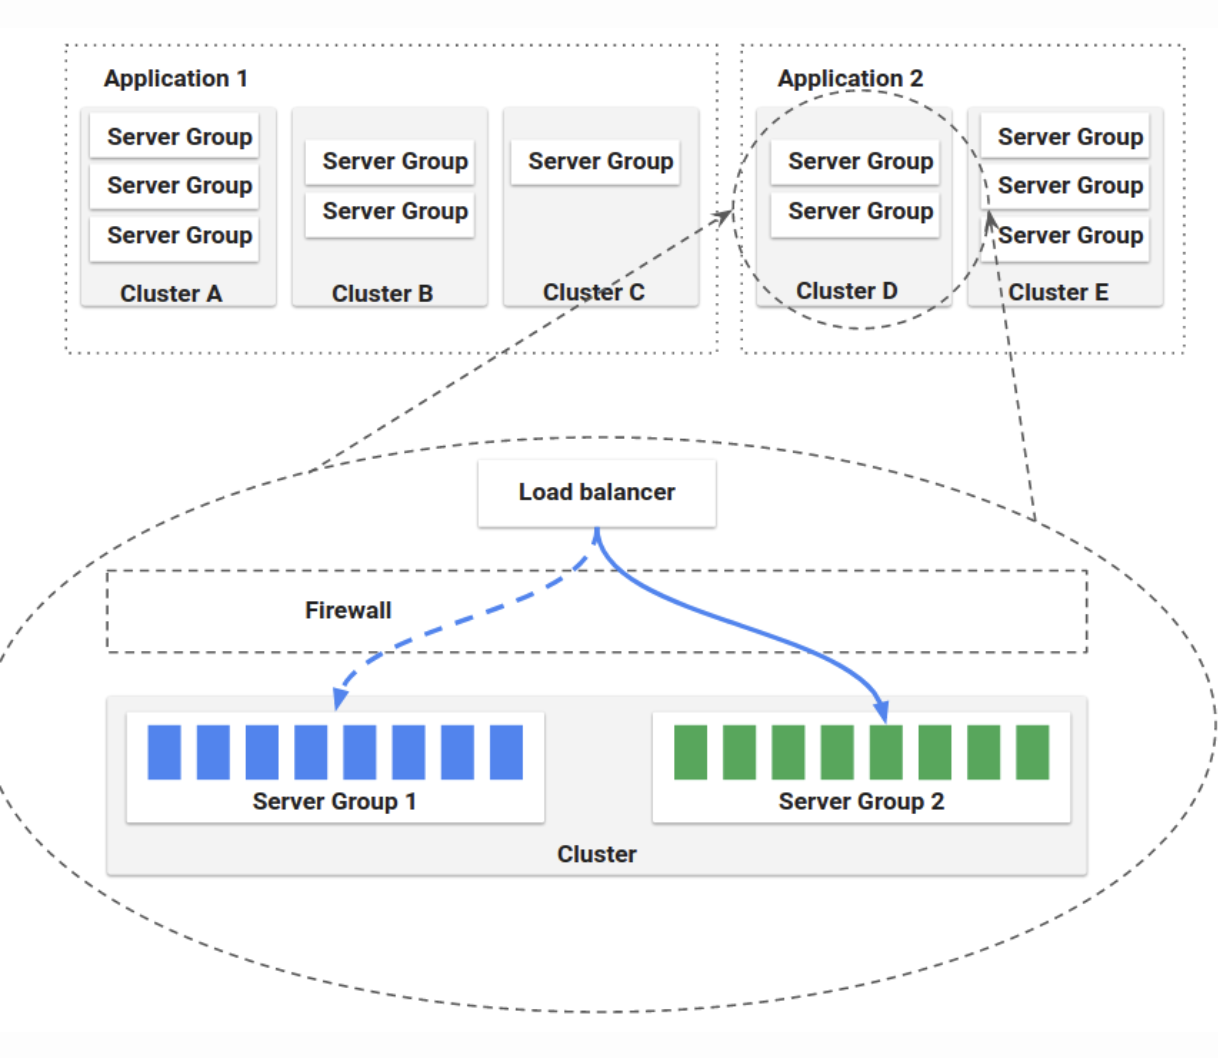 Application 1
Server Group
Server Group
Server Group
Cluster A
Server Group
Server Group
Cluster B
Server Group
Cluster C
Application 2
Server Group
Server Group
Cluster D
Server Group
Server Group
Server Group
Cluster E
Load balancer
Firewall
Server Group 1
Server Group 2
Cluster